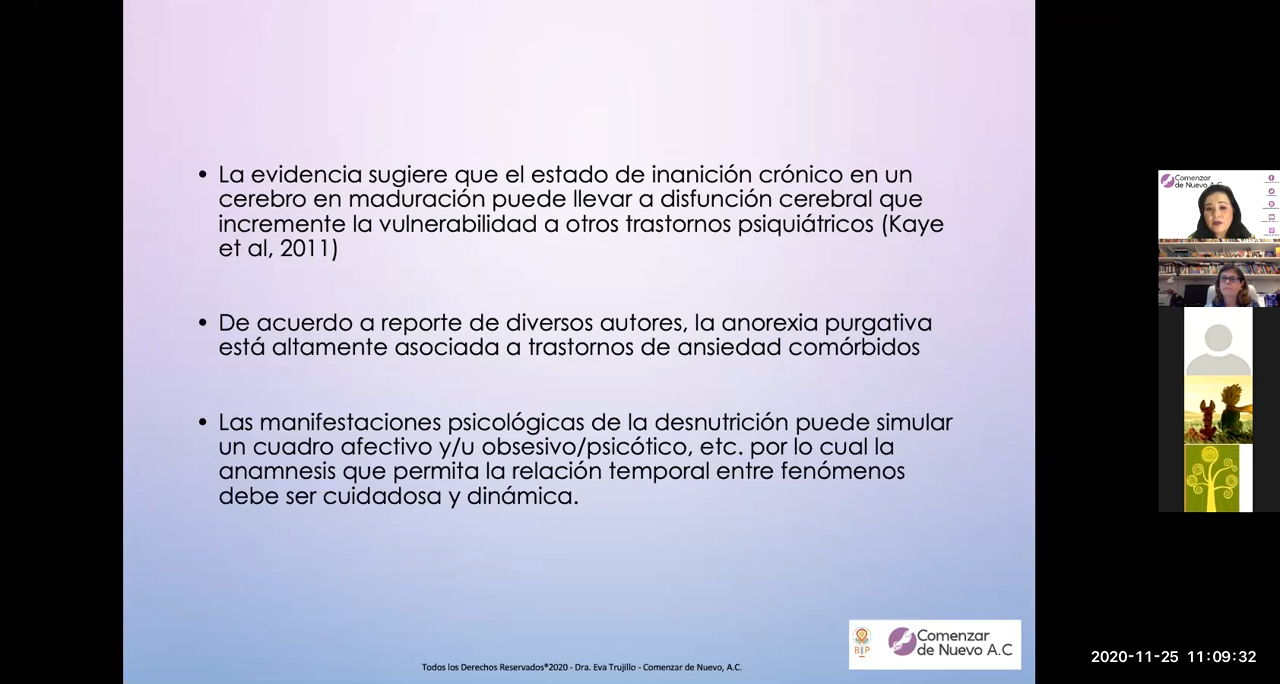 • La evidencia sugiere que el estado de inanición crónico en un
cerebro en maduración puede llevar a disfunción cerebral que
incremente la vulnerabilidad a otros trastornos psiquiátricos (Kaye
et al, 2011)
• De acuerdo a reporte de diversos autores, la anorexia purgativa
está altamente asociada a trastornos de ansiedad comórbidos
• Las manifestaciones psicológicas de la desnutrición puede simular
un cuadro afectivo y/u obsesivo/psicótico, etc. por lo cual la
anamnesis que permita la relación temporal entre fenómenos
debe ser cuidadosa y dinámica.
Comenzar
de Nuevo A.C
BIP
Todos los Derechos Reservados®2020 - Dra. Eva Trujillo - Comenzar de Nuevo, A.C.
Comenzar
de Nuevo A.C
2020-11-25 11:09:32